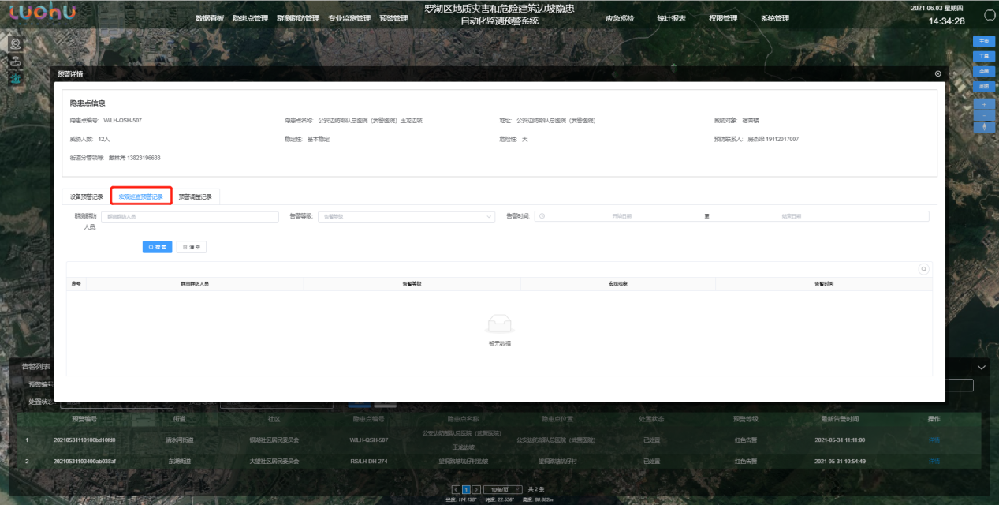 LUOHU
数据看板 隐患点管理 群测群防管理 专业监测管理 预警管理
罗湖区地质灾害和危险建筑边坡隐患
自动化监测预警系统
应急巡检 统计报表 权限管理 系统管理
2021.06.03 星期四
14:34:28
主页
工具
底图
+
-
预警详情
隐患点信息
隐患点编号: WLH-QSH-507 隐患点名称: 公安边防部队总医院（武警医院）玉龙边坡 地址: 公安边防部队总医院（武警医院） 威胁对象: 宿舍楼
威胁人数: 12人 稳定性: 基本稳定 危险性: 大 预防联系人: 房杰梁 19112017007
街道分管领导: 戴林海 13823196633
设备预警记录 宏观巡查预警记录 预警调整记录
群测群防
人员: 群测群防人员 告警等级: 告警等级 告警时间: 开始日期 至 结束日期
搜索 清空
序号 群测群防人员 告警等级 宏观现象 告警时间
暂无数据
告警列表
预警编号
处置状态
预警编号 街道 社区 隐患点编号 隐患点名称 隐患点位置 处置状态 预警等级 最新告警时间 操作
1 20210531110100bd10fd0 清水河街道 银湖社区居民委员会 WLH-QSH-507 公安边防部队总医院（武警医院）玉龙边坡 公安边防部队总医院（武警医院） 已处置 红色告警 2021-05-31 11:11:00 详情
2 20210531103400ab038af 东湖街道 大望社区居民委员会 RSLH-DH-274 望桐路坡坑仔村边坡 望桐路坡坑仔村 已处置 红色告警 2021-05-31 10:54:49 详情
1 10条/页 共 2 条
经度: 114.198° 纬度: 22.556° 高度: 80.882m